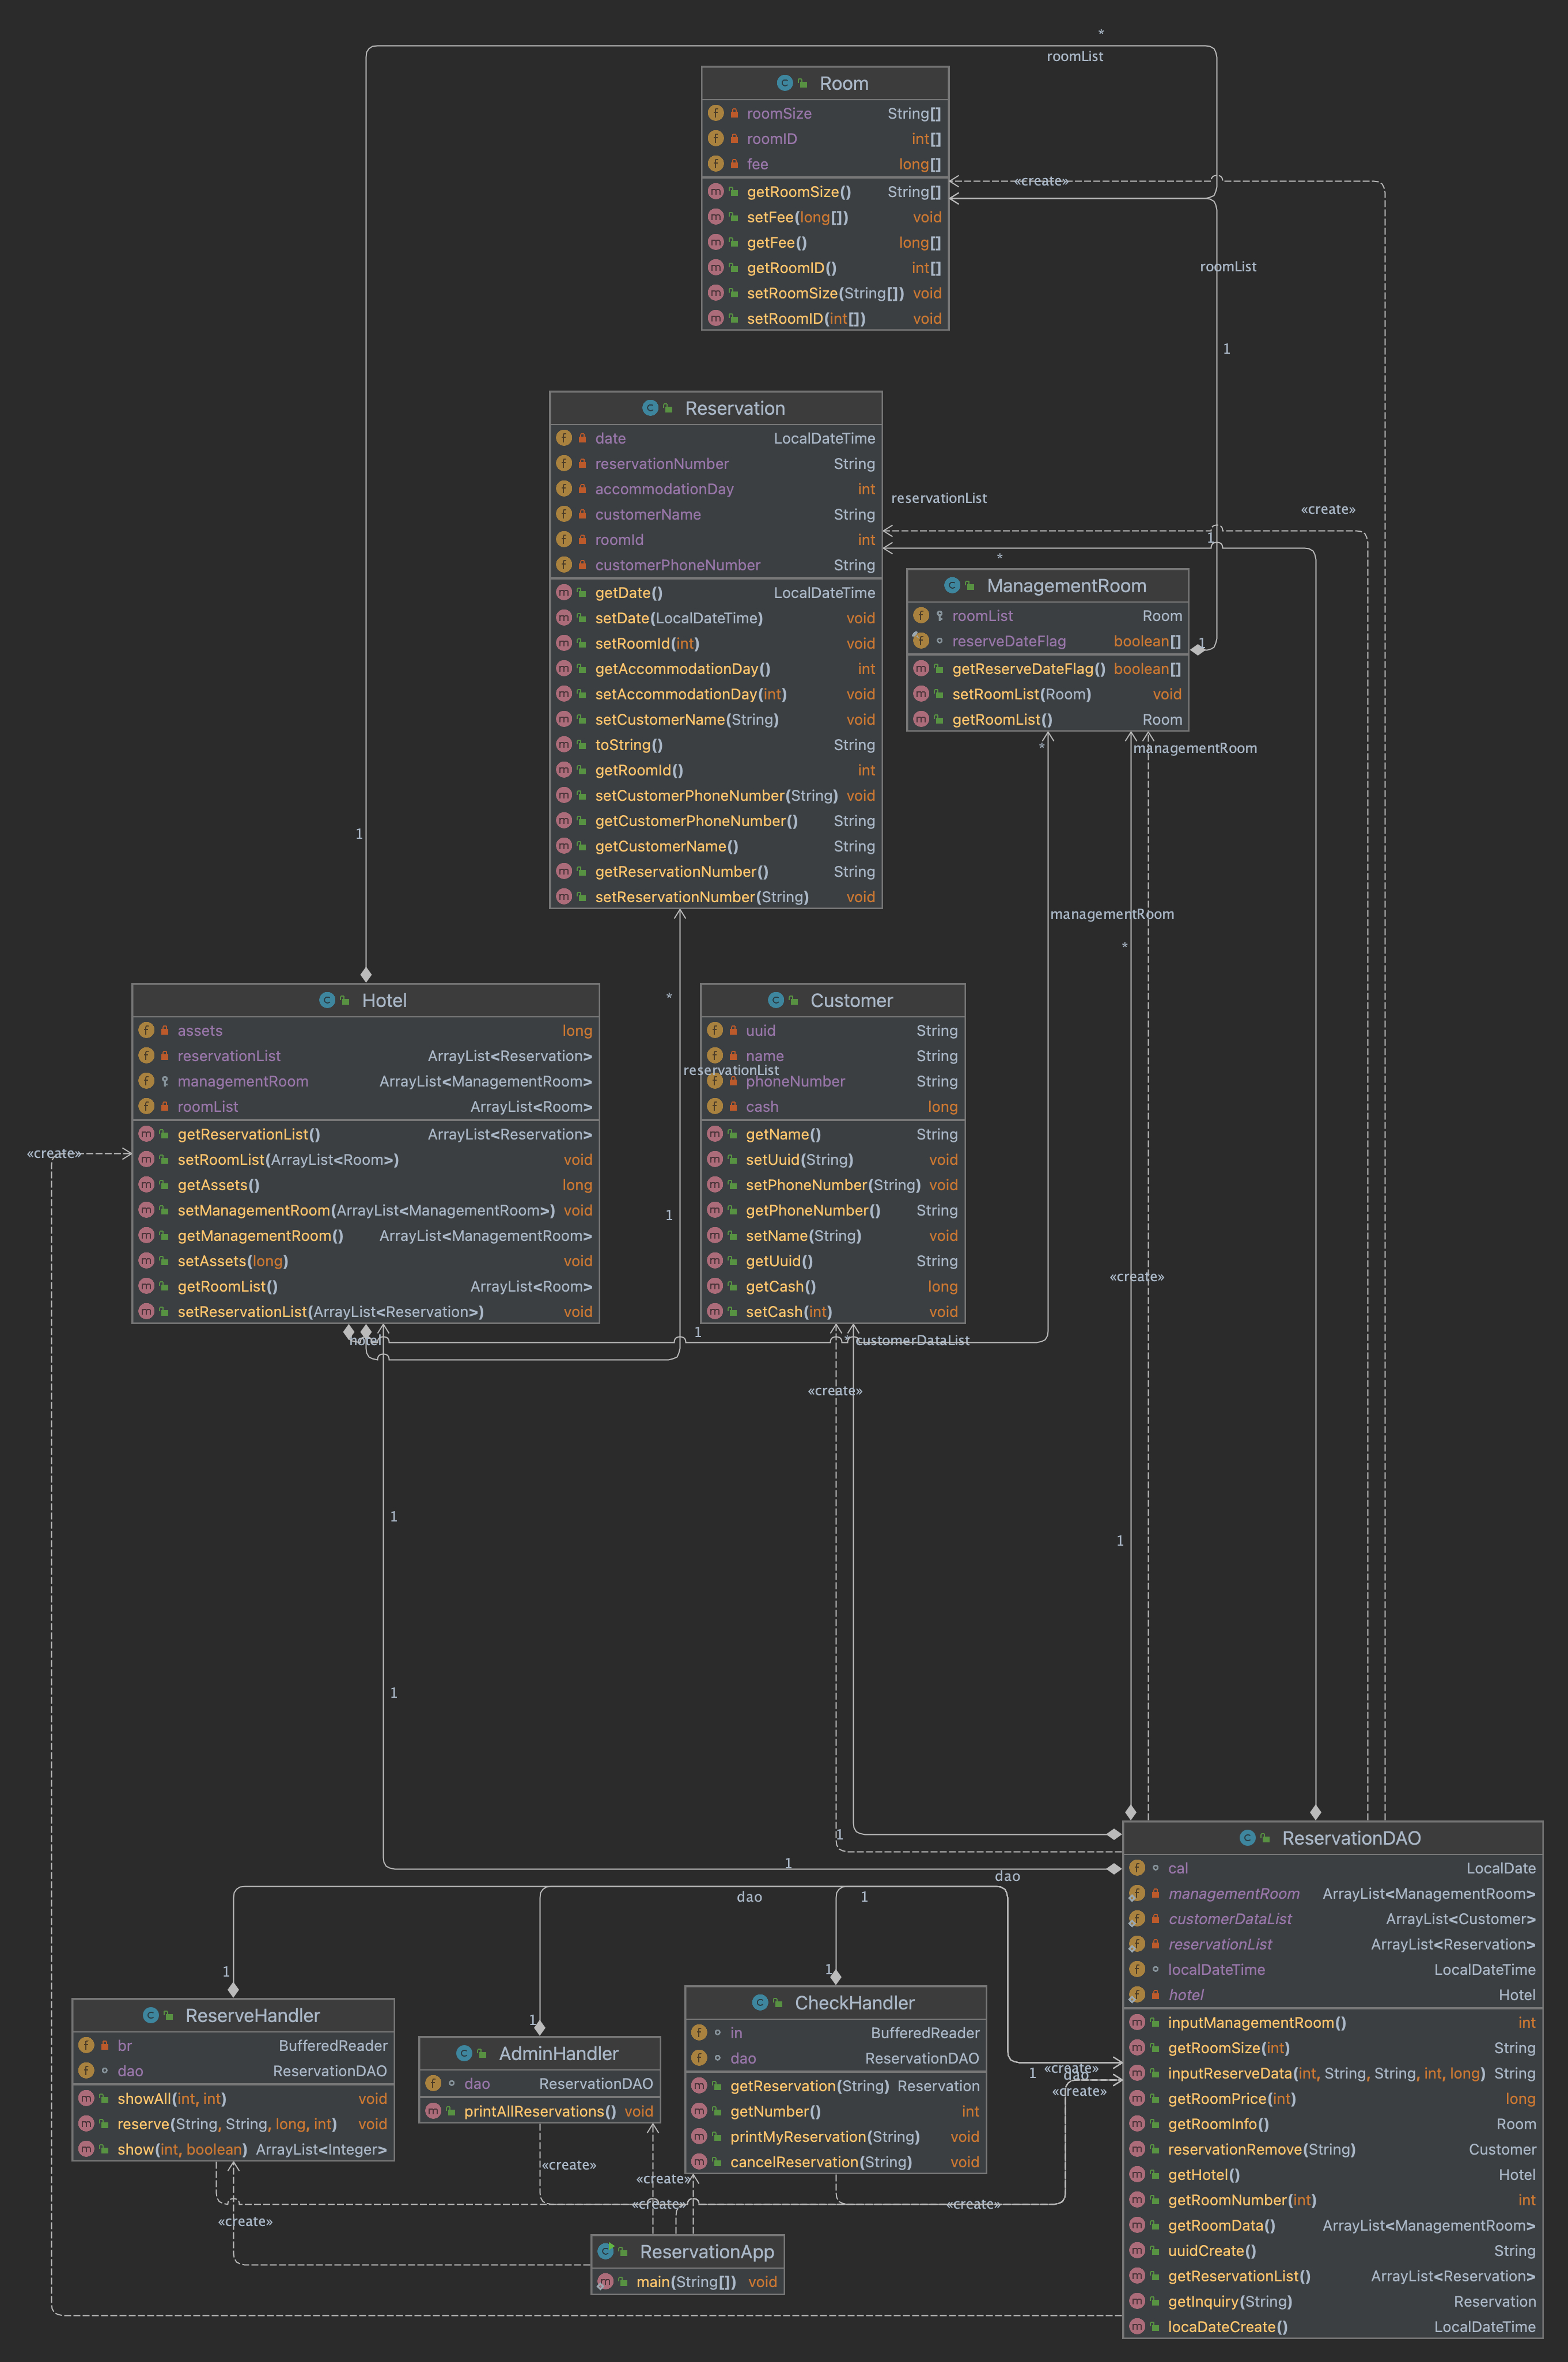 *
roomList
Room
roomSize String[]
roomID int[]
fee long[]
getRoomSize() String[]
setFee(long[]) void
getFee() long[]
getRoomID() int[]
setRoomSize(String[]) void
setRoomID(int[]) void
«create»
roomList
1
Reservation
date LocalDateTime
reservationNumber String
accommodationDay int
customerName String
roomId int
customerPhoneNumber String
getDate() LocalDateTime
setDate(LocalDateTime) void
setRoomId(int) void
getAccommodationDay() int
setAccommodationDay(int) void
setCustomerName(String) void
toString() String
getRoomId() int
setCustomerPhoneNumber(String) void
getCustomerPhoneNumber() String
getCustomerName() String
getReservationNumber() String
setReservationNumber(String) void
reservationList
«create»
1
*
ManagementRoom
roomList Room
reserveDateFlag boolean[]
getReserveDateFlag() boolean[]
setRoomList(Room) void
getRoomList() Room
1
*
managementRoom
1
managementRoom
*
Hotel
assets long
reservationList ArrayList<Reservation>
managementRoom ArrayList<ManagementRoom>
roomList ArrayList<Room>
getReservationList() ArrayList<Reservation>
setRoomList(ArrayList<Room>) void
getAssets() long
setManagementRoom(ArrayList<ManagementRoom>) void
getManagementRoom() ArrayList<ManagementRoom>
setAssets(long) void
getRoomList() ArrayList<Room>
setReservationList(ArrayList<Reservation>) void
«create»
*
reservationList
1
Customer
uuid String
name String
phoneNumber String
cash long
getName() String
setUuid(String) void
setPhoneNumber(String) void
getPhoneNumber() String
setName(String) void
getUuid() String
getCash() long
setCash(int) void
«create»
hotel
1
customerDataList
«create»
1
1
1
1
1
ReservationDAO
cal LocalDate
managementRoom ArrayList<ManagementRoom>
customerDataList ArrayList<Customer>
reservationList ArrayList<Reservation>
localDateTime LocalDateTime
hotel Hotel
inputManagementRoom() int
getRoomSize(int) String
inputReserveData(int, String, String, int, long) String
getRoomPrice(int) long
getRoomInfo() Room
reservationRemove(String) Customer
getHotel() Hotel
getRoomNumber(int) int
getRoomData() ArrayList<ManagementRoom>
uuidCreate() String
getReservationList() ArrayList<Reservation>
getInquiry(String) Reservation
locaDateCreate() LocalDateTime
dao
dao
1
1
1
1
1
«create»
dao
«create»
ReserveHandler
br BufferedReader
dao ReservationDAO
showAll(int, int) void
reserve(String, String, long, int) void
show(int, boolean) ArrayList<Integer>
AdminHandler
dao ReservationDAO
printAllReservations() void
CheckHandler
in BufferedReader
dao ReservationDAO
getReservation(String) Reservation
getNumber() int
printMyReservation(String) void
cancelReservation(String) void
«create»
«create»
«create»
«create»
«create»
ReservationApp
main(String[]) void